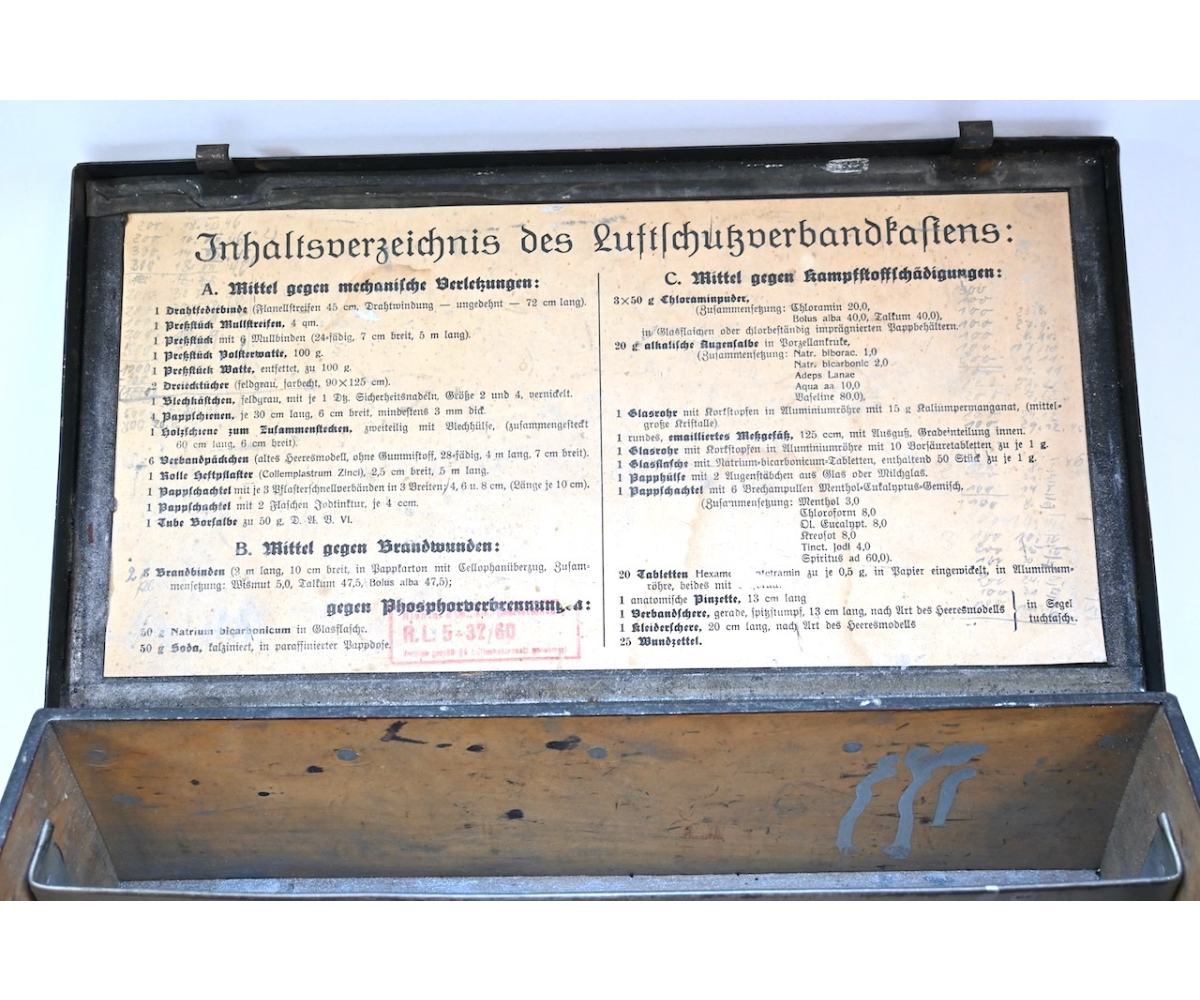 Inhaltsverzeichnis des Luftschutzverbandkastens:
A. Mittel gegen mechanische Verletzungen:
1 Drahtfederbinde (Flanellstreifen 45 cm, Drahtwindung — ungedehnt — 72 cm lang).
1 Preßstück Mullstreifen, 4 qm.
1 Preßstück mit 6 Mullbinden (24-fädig, 7 cm breit, 5 m lang).
1 Preßstück Polsterwatte, 100 g.
1 Preßstück Watte, entfettet, zu 100 g.
2 Dreiecktücher (feldgrau, farbecht, 90×125 cm).
1 Blechkästchen, feldgrau, mit je 1 Dtz. Sicherheitsnadeln, Größe 2 und 4, vernickelt.
4 Pappschienen, je 30 cm lang, 6 cm breit, mindestens 3 mm dick.
1 Holzschiene zum Zusammenstecken, zweiteilig mit Blechhülse, (zusammengesteckt
60 cm lang, 6 cm breit).
6 Verbandpäckchen (altes Heeresmodell, ohne Gummistoff, 28-fädig, 4 m lang, 7 cm breit).
1 Rolle Heftpflaster (Collemplastrum Zinci), 2,5 cm breit, 5 m lang.
1 Pappschachtel mit je 3 Pflasterschnellverbänden in 3 Breiten, 4, 6 u. 8 cm, (Länge je 10 cm).
1 Pappschachtel mit 2 Flaschen Jodtinktur, je 4 ccm.
1 Tube Borsalbe zu 50 g. D. A. B. VI.
B. Mittel gegen Brandwunden:
Brandbinden (3 m lang, 10 cm breit, in Pappkarton mit Cellophanüberzug, Zusam-
mensetzung: Wismut 5,0, Talkum 47,5, Bolus alba 47,5);
gegen Phosphorverbrennungen:
50 g Natrium bicarbonicum in Glasflasche.
50 g Soda, kalziniert, in paraffinierter Pappdose.
R.L: 5-37/60
C. Mittel gegen Kampfstoffschädigungen:
3×50 g Chloraminpuder,
(Zusammensetzung: Chloramin 20,0,
Bolus alba 40,0, Talkum 40,0),
in Glasflaschen oder chlorbeständig imprägnierten Pappbehältern.
20 g alkalische Augensalbe in Porzellankruke,
(Zusammensetzung: Natr. biborac. 1,0
Natr. bicarbonic 2,0
Adeps Lanae
Aqua aa 10,0
Vaseline 80,0),
1 Glasrohr mit Korkstopfen in Aluminiumröhre mit 15 g Kaliumpermanganat, (mittel-
große Kristalle).
1 rundes, emailliertes Meßgefäß, 125 ccm, mit Ausguß, Gradeinteilung innen.
1 Glasrohr mit Korkstopfen in Aluminiumröhre mit 10 Borsäuretabletten zu je 1 g.
1 Glasflasche mit Natrium-bicarbonicum-Tabletten, enthaltend 50 Stück zu je 1 g.
1 Papphülse mit 2 Augenstäbchen aus Glas oder Milchglas.
1 Pappschachtel mit 6 Brechampullen Menthol-Eukalyptus-Gemisch,
(Zusammensetzung: Menthol 3,0
Chloroform 8,0
Ol. Eucalypt. 8,0
Kreosot 8,0
Tinct. Jodi 4,0
Spiritus ad 60,0).
20 Tabletten Hexame tetramin zu je 0,5 g, in Papier eingewickelt, in Aluminium-
röhre, beides mit
1 anatomische Pinzette, 13 cm lang
1 Verbandschere, gerade, spitzstumpf, 13 cm lang, nach Art des Heeresmodells
1 Kleiderschere, 20 cm lang, nach Art des Heeresmodells
in Segel
tuchtasche.
25 Wundzettel.